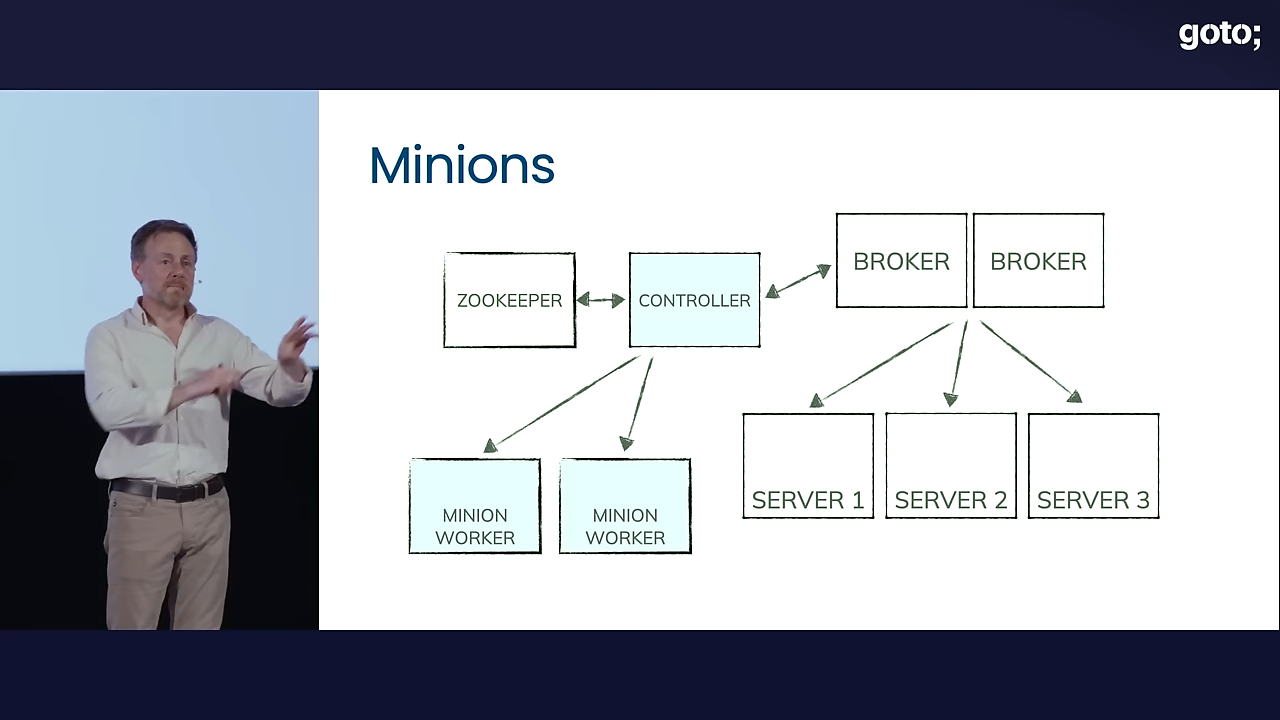 goto;
Minions
BROKER
BROKER
ZOOKEEPER
CONTROLLER
SERVER 1
SERVER 2
SERVER 3
MINION
WORKER
MINION
WORKER